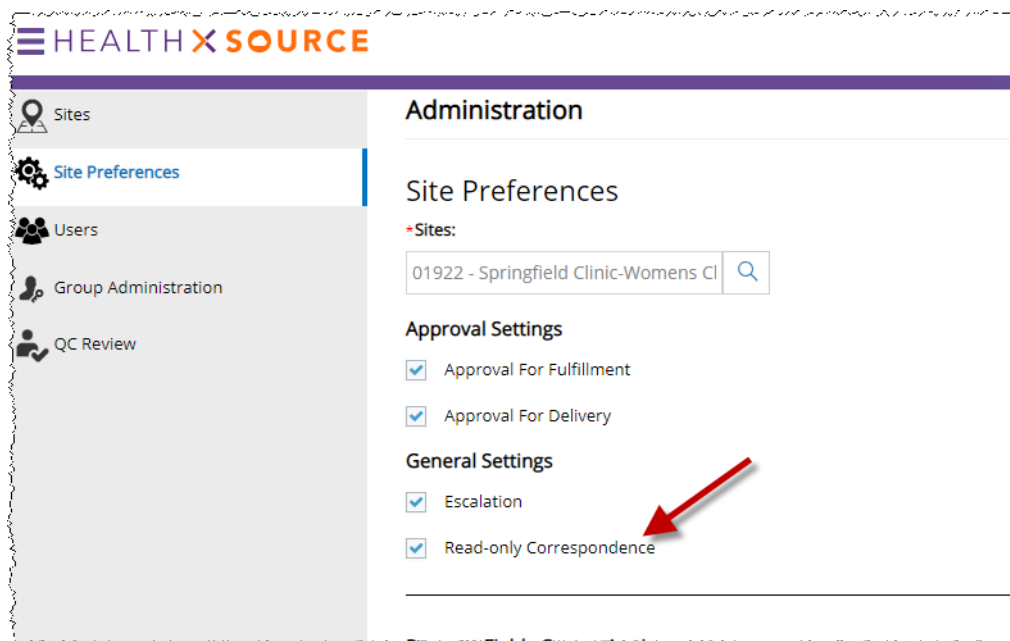 HEALTH X SOURCE
Sites
Site Preferences
Users
Group Administration
QC Review
Administration
Site Preferences
*Sites:
01922 - Springfield Clinic-Womens Cl
Approval Settings
Approval For Fulfillment
Approval For Delivery
General Settings
Escalation
Read-only Correspondence